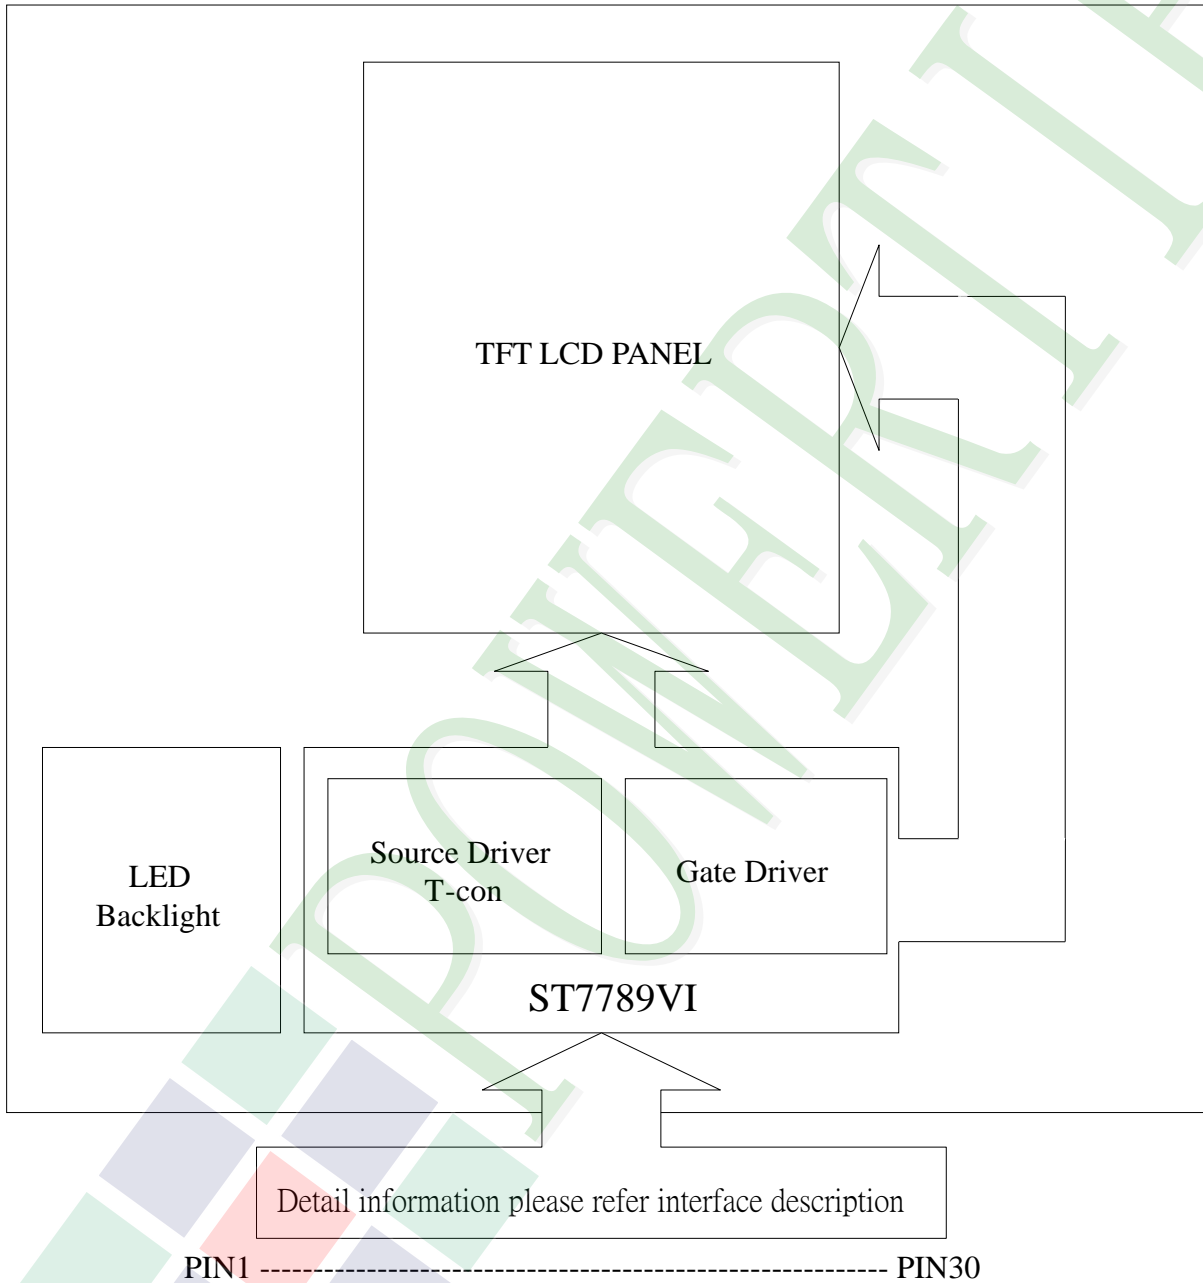 TFT LCD PANEL
LED
Backlight
Source Driver
T-con
Gate Driver
ST7789VI
Detail information please refer interface description
PIN1 ------------------------------------------------ PIN30
POWERTI